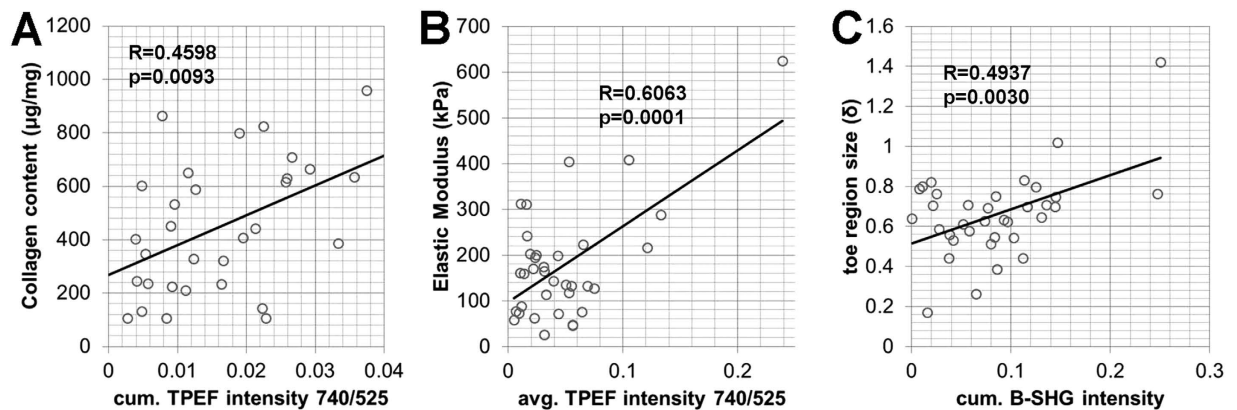 A
R=0.4598
p=0.0093
Collagen content (µg/mg)
1200
1000
800
600
400
200
0
0 0.01 0.02 0.03 0.04
cum. TPEF intensity 740/525
B
R=0.6063
p=0.0001
Elastic Modulus (kPa)
700
600
500
400
300
200
100
0
0 0.1 0.2
avg. TPEF intensity 740/525
C
R=0.4937
p=0.0030
toe region size (δ)
1.6
1.4
1.2
1
0.8
0.6
0.4
0.2
0
0 0.1 0.2 0.3
cum. B-SHG intensity